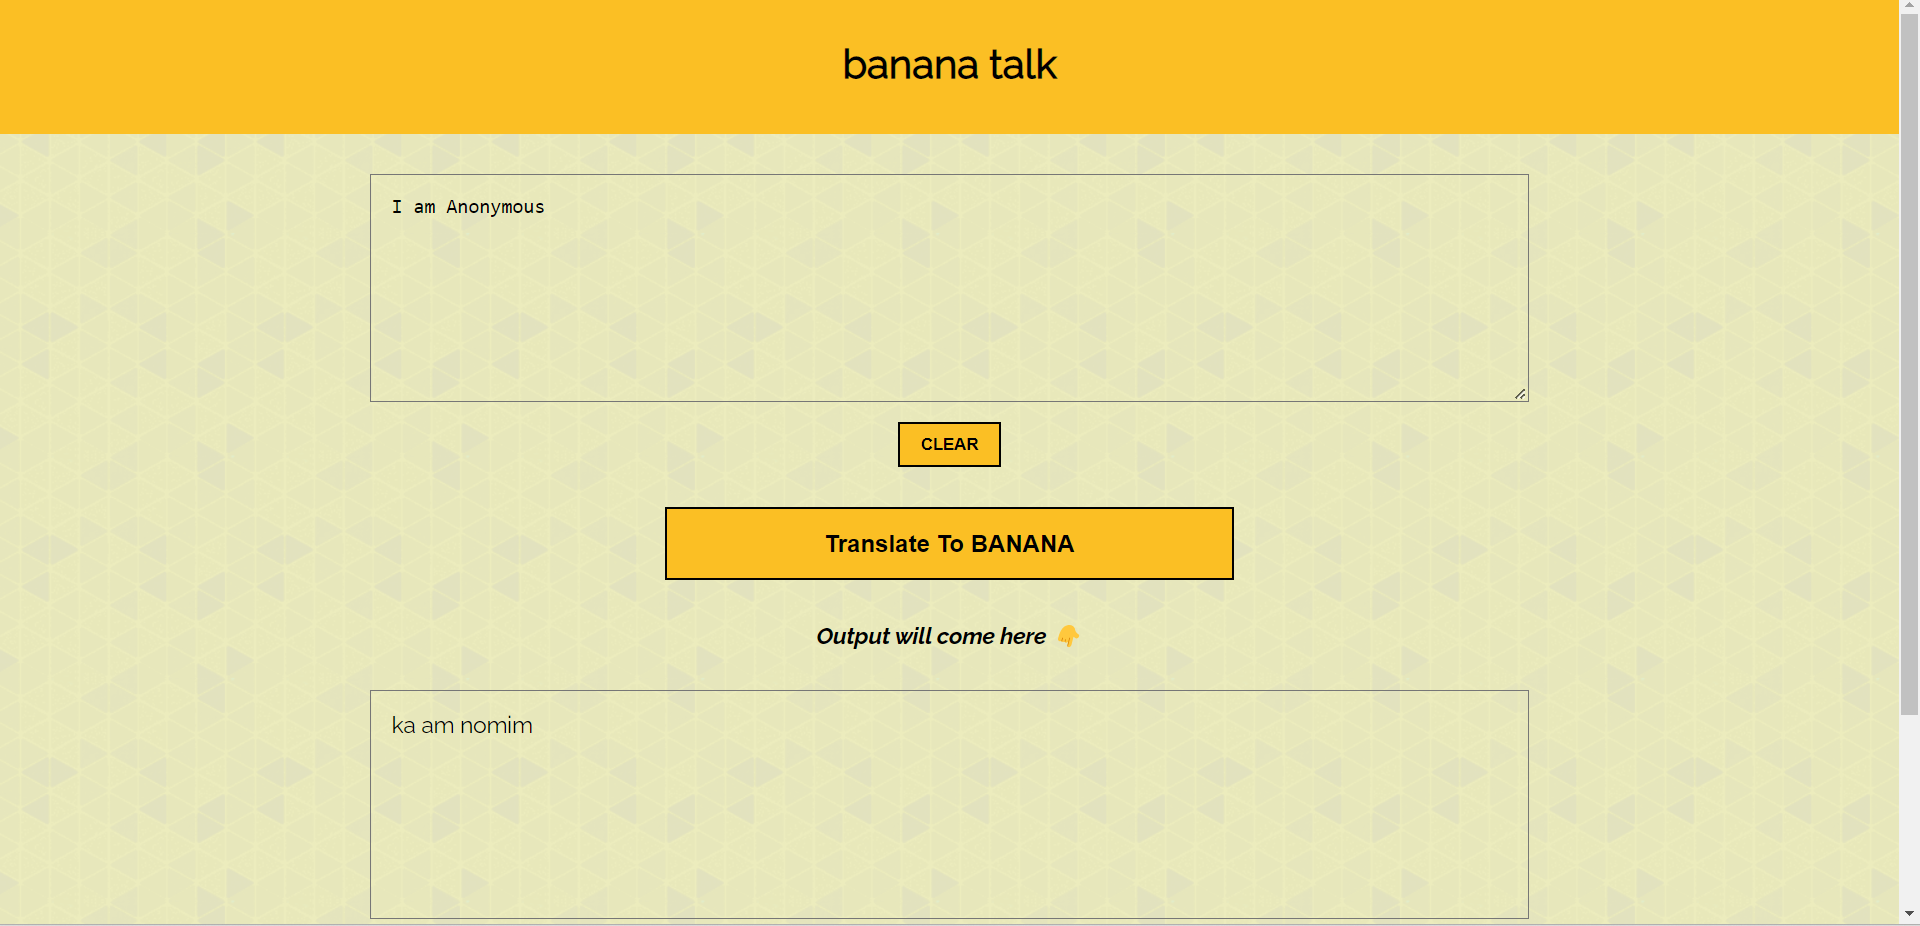 banana talk
I am Anonymous
CLEAR
Translate To BANANA
Output will come here 👇
ka am nomim